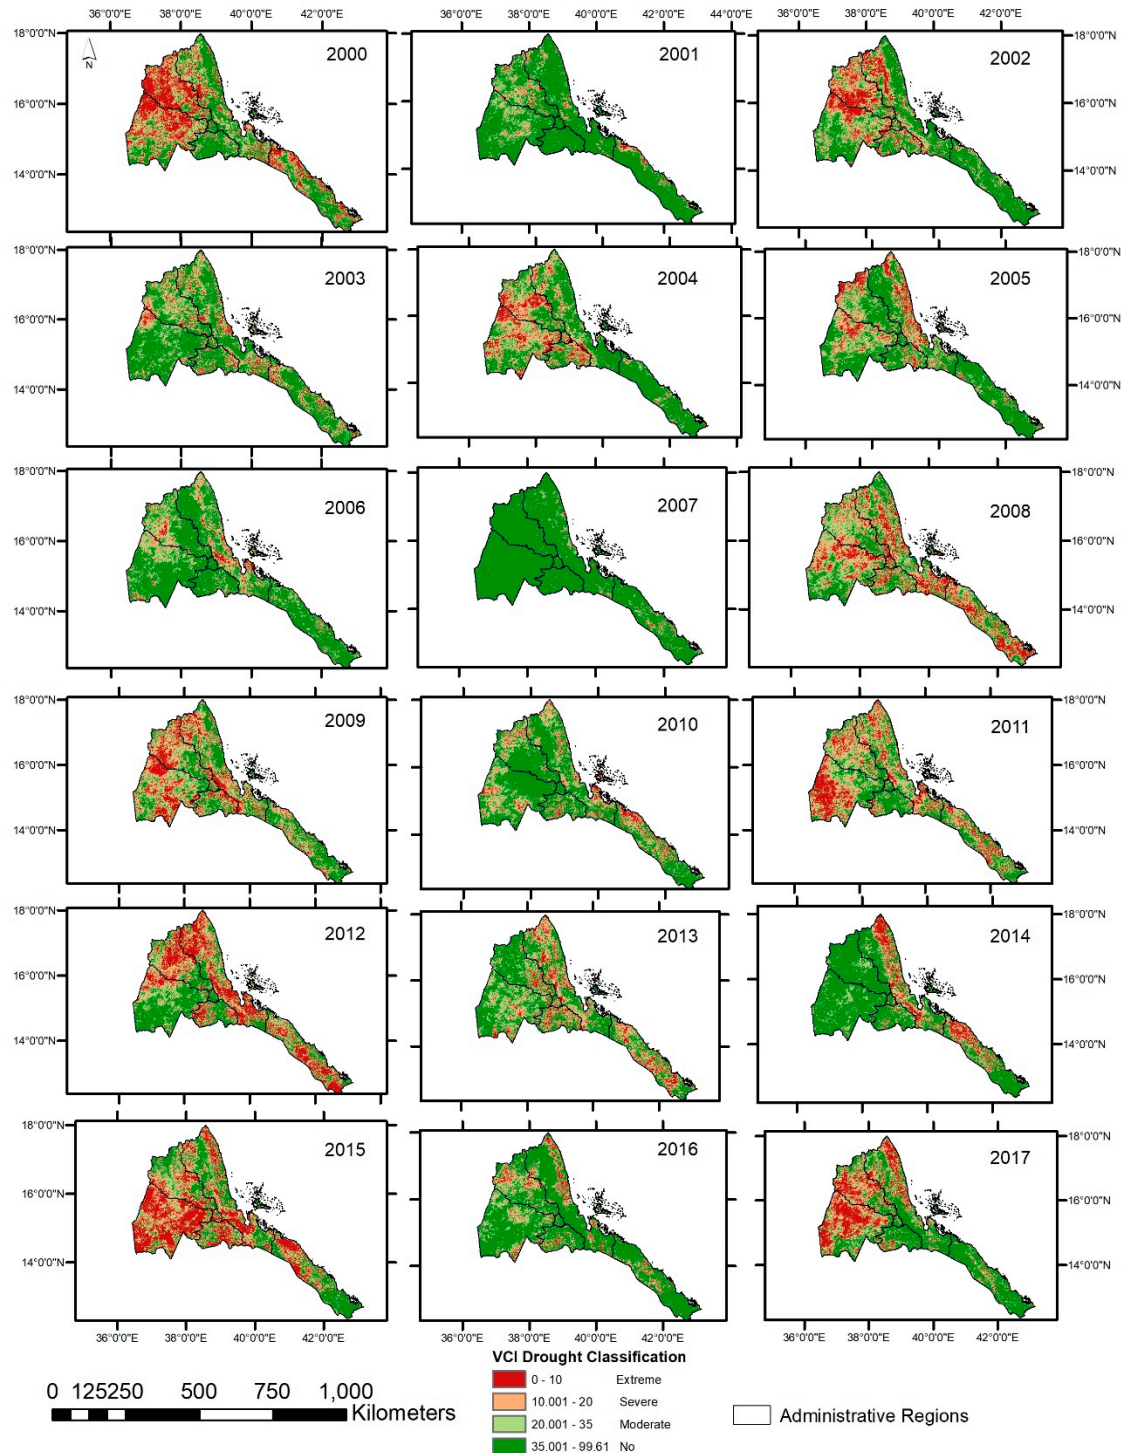 36°0'0"E 38°0'0"E 40°0'0"E 42°0'0"E 36°0'0"E 38°0'0"E 40°0'0"E 42°0'0"E 44°0'0"E 36°0'0"E 38°0'0"E 40°0'0"E 42°0'0"E
18°0'0"N 2000 2001 2002 18°0'0"N
N
16°0'0"N 16°0'0"N
14°0'0"N 14°0'0"N
18°0'0"N 2003 2004 2005 18°0'0"N
16°0'0"N 16°0'0"N
14°0'0"N 14°0'0"N
18°0'0"N 2006 2007 2008 18°0'0"N
16°0'0"N 16°0'0"N
14°0'0"N 14°0'0"N
18°0'0"N 2009 2010 2011 18°0'0"N
16°0'0"N 16°0'0"N
14°0'0"N 14°0'0"N
18°0'0"N 2012 2013 2014 18°0'0"N
16°0'0"N 16°0'0"N
14°0'0"N 14°0'0"N
18°0'0"N 2015 2016 2017 18°0'0"N
16°0'0"N 16°0'0"N
14°0'0"N 14°0'0"N
36°0'0"E 38°0'0"E 40°0'0"E 42°0'0"E 36°0'0"E 38°0'0"E 40°0'0"E 42°0'0"E 36°0'0"E 38°0'0"E 40°0'0"E 42°0'0"E
VCI Drought Classification
0 - 10 Extreme
10.001 - 20 Severe
20.001 - 35 Moderate
35.001 - 99.61 No
0 125250 500 750 1,000
Kilometers
Administrative Regions